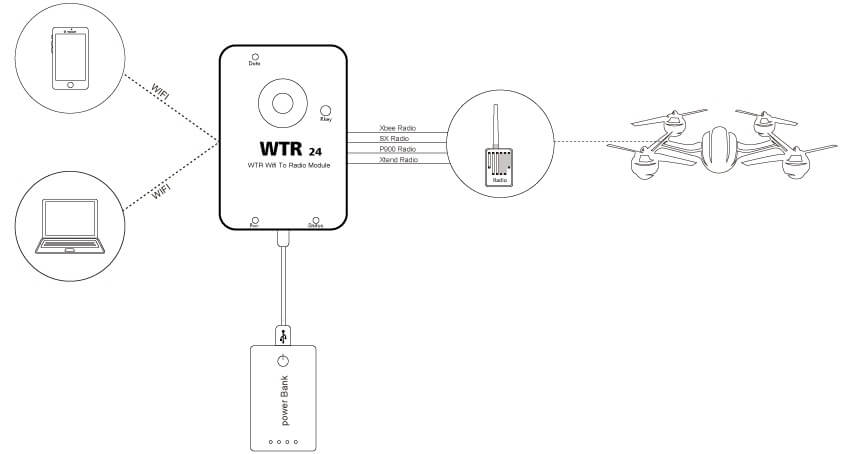 WIFI
WIFI
Data
Rkey
WTR 24
WTR Wifi To Radio Module
Pwr
Status
Xbee Radio
SX Radio
P900 Radio
Xtend Radio
Radio
power Bank